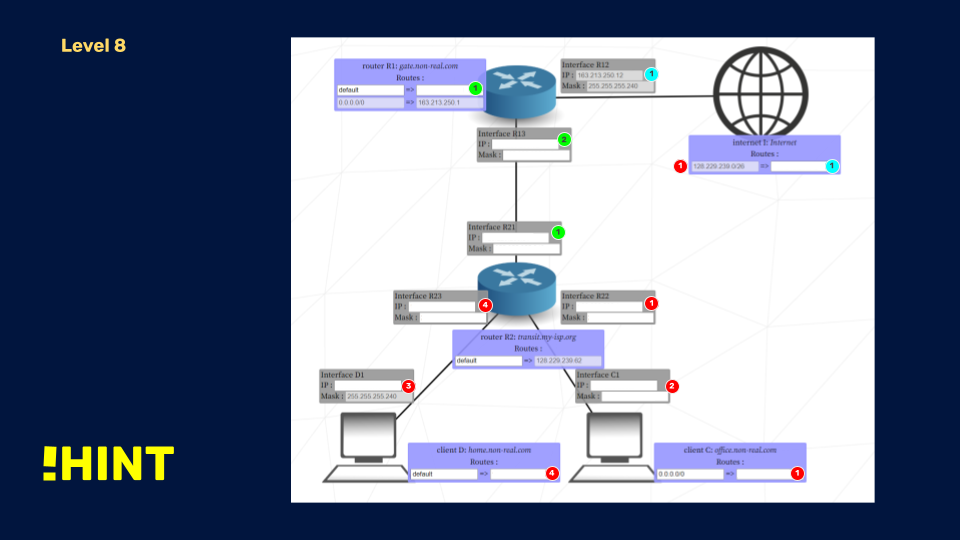 Level 8
!HINT
router R1: gate.non-real.com
Routes :
default => 1
0.0.0.0/0 => 163.213.250.1
Interface R12
IP : 163.213.250.12 1
Mask : 255.255.255.240
Interface R13
IP : 2
Mask :
internet I: Internet
Routes :
1 => 1
Interface R21
IP : 1
Mask :
Interface R23
IP : 4
Mask :
Interface R22
IP : 1
Mask :
router R2: transit.my-isp.org
Routes :
default => 128.229.239.62
Interface D1
IP : 3
Mask : 255.255.255.240
Interface C1
IP : 2
Mask :
client D: home.non-real.com
Routes :
default => 4
client C: office.non-real.com
Routes :
0.0.0.0/0 => 1